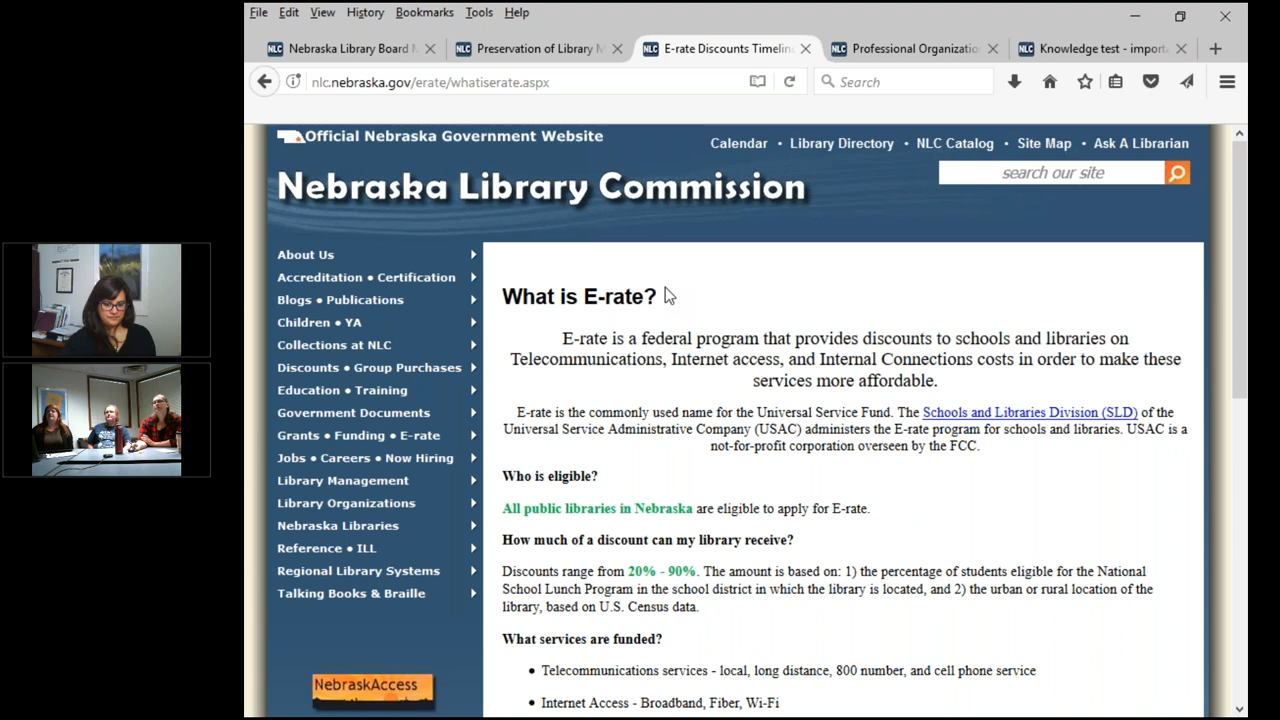 File Edit View History Bookmarks Tools Help
Nebraska Library Board M
Preservation of Library M
E-rate Discounts Timelin
Professional Organizatio
Knowledge test - import
nlc.nebraska.gov/erate/whatiserate.aspx
Search
Official Nebraska Government Website
Calendar • Library Directory • NLC Catalog • Site Map • Ask A Librarian
Nebraska Library Commission
search our site
About Us
Accreditation • Certification
Blogs • Publications
Children • YA
Collections at NLC
Discounts • Group Purchases
Education • Training
Government Documents
Grants • Funding • E-rate
Jobs • Careers • Now Hiring
Library Management
Library Organizations
Nebraska Libraries
Reference • ILL
Regional Library Systems
Talking Books & Braille
NebraskAccess
What is E-rate?
E-rate is a federal program that provides discounts to schools and libraries on
Telecommunications, Internet access, and Internal Connections costs in order to make these
services more affordable.
E-rate is the commonly used name for the Universal Service Fund. The Schools and Libraries Division (SLD) of the
Universal Service Administrative Company (USAC) administers the E-rate program for schools and libraries. USAC is a
not-for-profit corporation overseen by the FCC.
Who is eligible?
All public libraries in Nebraska are eligible to apply for E-rate.
How much of a discount can my library receive?
Discounts range from 20% - 90%. The amount is based on: 1) the percentage of students eligible for the National
School Lunch Program in the school district in which the library is located, and 2) the urban or rural location of the
library, based on U.S. Census data.
What services are funded?
• Telecommunications services - local, long distance, 800 number, and cell phone service
• Internet Access - Broadband, Fiber, Wi-Fi